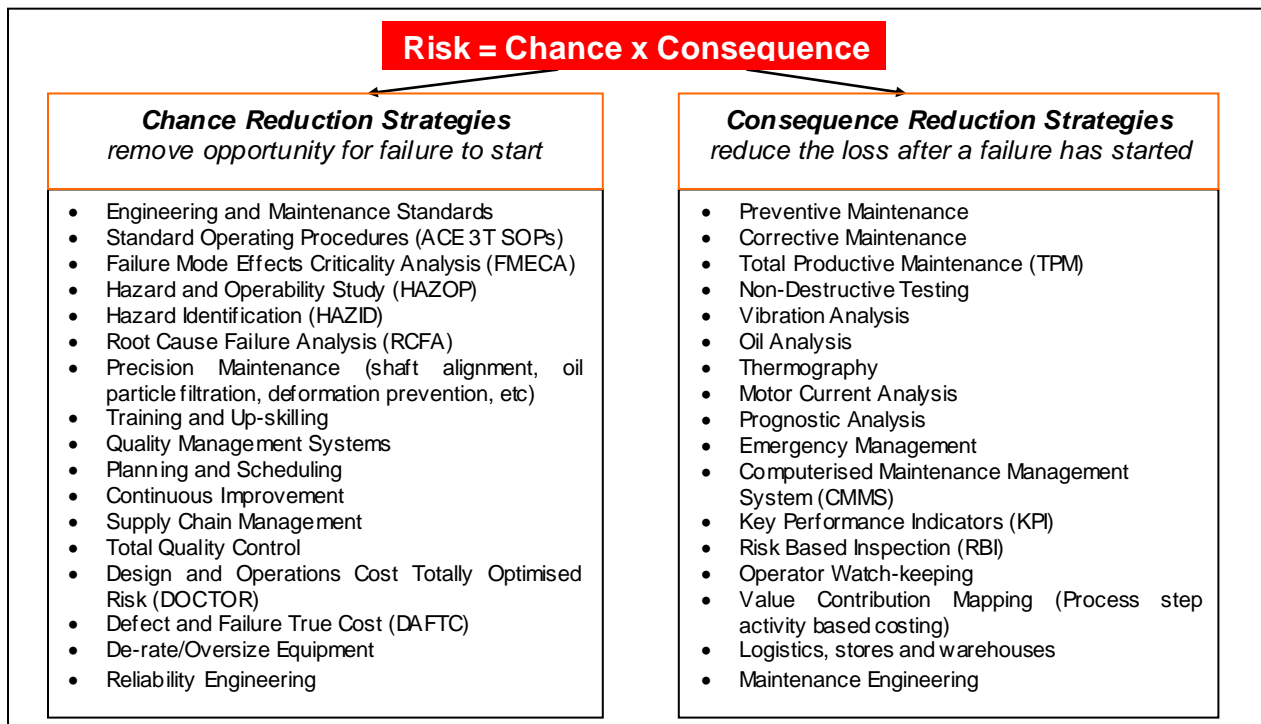 Risk = Chance x Consequence
Chance Reduction Strategies
remove opportunity for failure to start
• Engineering and Maintenance Standards
• Standard Operating Procedures (ACE 3T SOPs)
• Failure Mode Effects Criticality Analysis (FMECA)
• Hazard and Operability Study (HAZOP)
• Hazard Identification (HAZID)
• Root Cause Failure Analysis (RCFA)
• Precision Maintenance (shaft alignment, oil
particle filtration, deformation prevention, etc)
• Training and Up-skilling
• Quality Management Systems
• Planning and Scheduling
• Continuous Improvement
• Supply Chain Management
• Total Quality Control
• Design and Operations Cost Totally Optimised
Risk (DOCTOR)
• Defect and Failure True Cost (DAFTC)
• De-rate/Oversize Equipment
• Reliability Engineering
Consequence Reduction Strategies
reduce the loss after a failure has started
• Preventive Maintenance
• Corrective Maintenance
• Total Productive Maintenance (TPM)
• Non-Destructive Testing
• Vibration Analysis
• Oil Analysis
• Thermography
• Motor Current Analysis
• Prognostic Analysis
• Emergency Management
• Computerised Maintenance Management
System (CMMS)
• Key Performance Indicators (KPI)
• Risk Based Inspection (RBI)
• Operator Watch-keeping
• Value Contribution Mapping (Process step
activity based costing)
• Logistics, stores and warehouses
• Maintenance Engineering